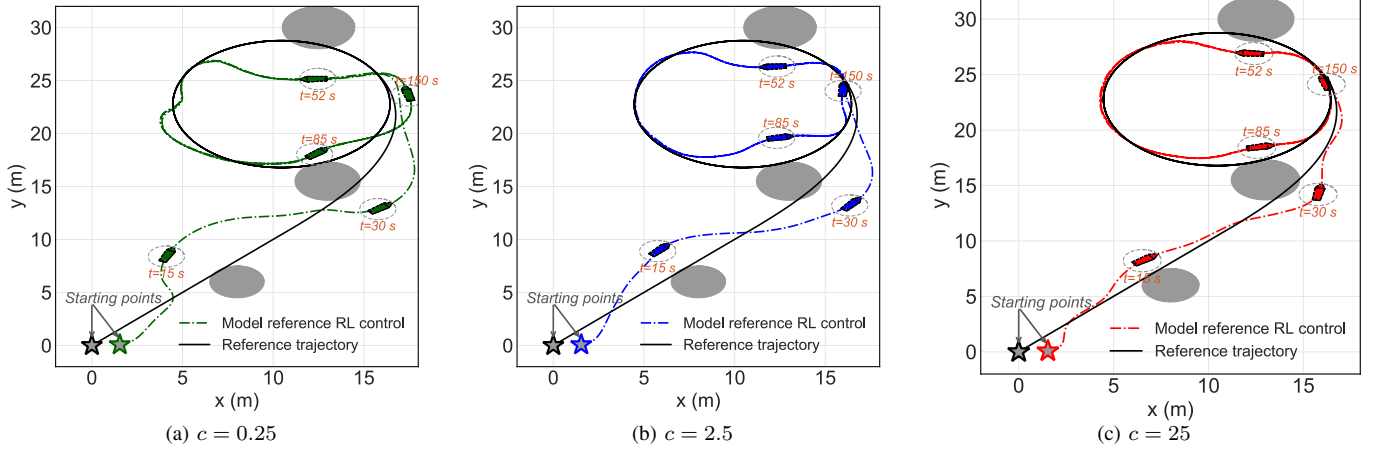 30
25
20
15
10
5
0
y (m)
t=52 s
t=150 s
t=85 s
t=30 s
t=15 s
Starting points
Model reference RL control
Reference trajectory
0 5 10 15
x (m)
(a) c = 0.25
30
25
20
15
10
5
0
y (m)
t=52 s
t=150 s
t=85 s
t=30 s
t=15 s
Starting points
Model reference RL control
Reference trajectory
0 5 10 15
x (m)
(b) c = 2.5
30
25
20
15
10
5
0
y (m)
t=52 s
t=150 s
t=85 s
t=30 s
t=15 s
Starting points
Model reference RL control
Reference trajectory
0 5 10 15
x (m)
(c) c = 25